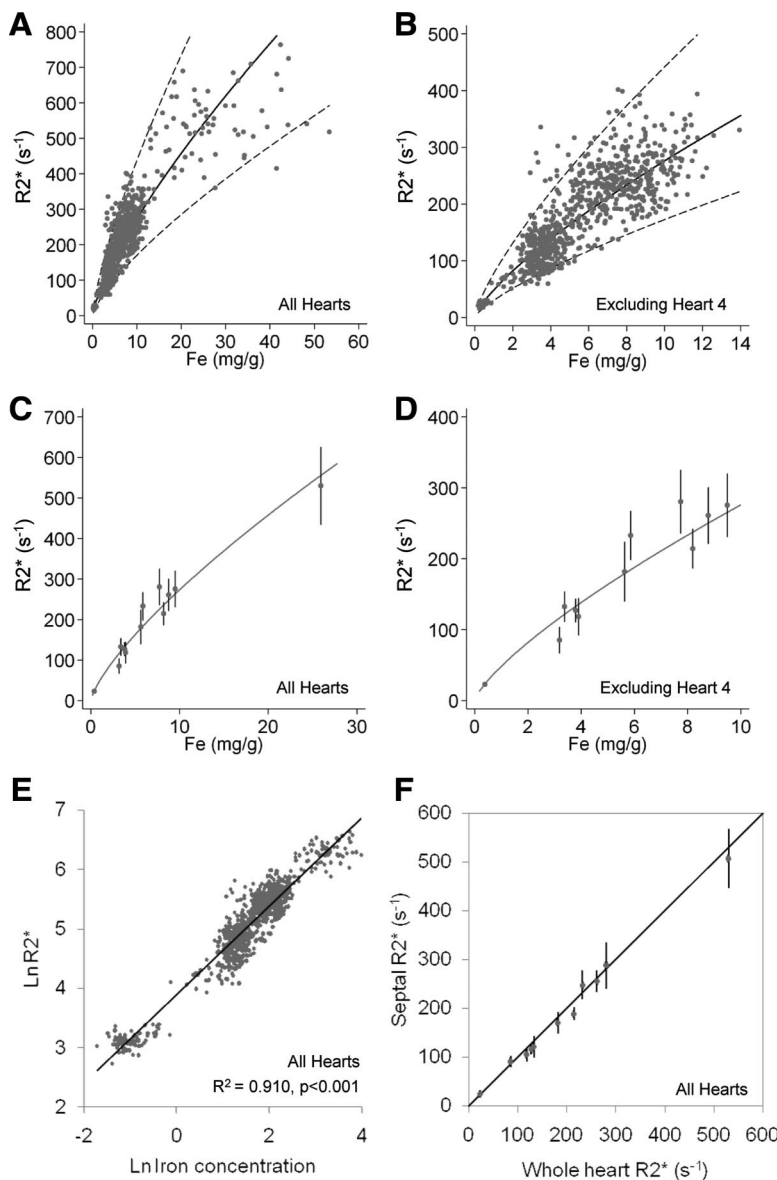 A
800
700
600
500
400
300
200
100
0
R2* (s-1)
0 10 20 30 40 50 60
Fe (mg/g)
All Hearts
B
500
400
300
200
100
0
R2* (s-1)
0 2 4 6 8 10 12 14
Fe (mg/g)
Excluding Heart 4
C
700
600
500
400
300
200
100
0
R2* (s-1)
0 10 20 30
Fe (mg/g)
All Hearts
D
400
300
200
100
0
R2* (s-1)
0 2 4 6 8 10
Fe (mg/g)
Excluding Heart 4
E
7
6
5
4
3
2
Ln R2*
-2 0 2 4
Ln Iron concentration
All Hearts
R2 = 0.910, p<0.001
F
600
500
400
300
200
100
0
Septal R2* (s-1)
0 100 200 300 400 500 600
Whole heart R2* (s-1)
All Hearts